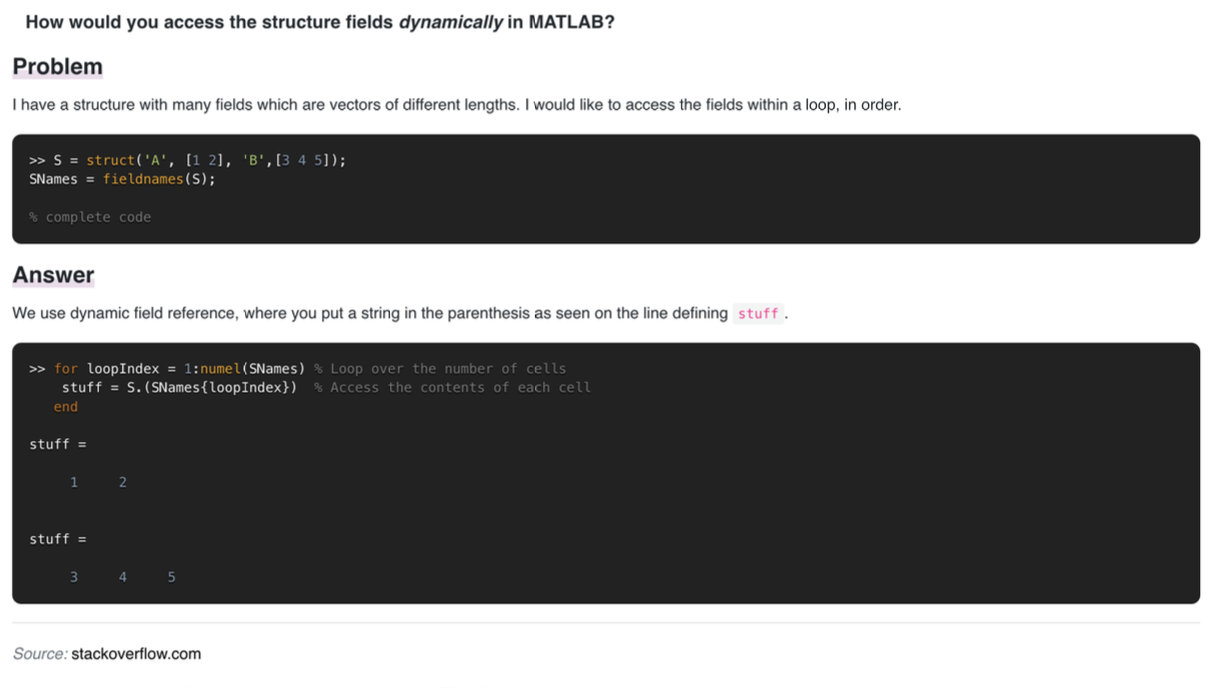 How would you access the structure fields dynamically in MATLAB?
Problem
I have a structure with many fields which are vectors of different lengths. I would like to access the fields within a loop, in order.
>> S = struct('A', [1 2], 'B',[3 4 5]);
SNames = fieldnames(S);
% complete code
Answer
We use dynamic field reference, where you put a string in the parenthesis as seen on the line defining stuff .
>> for loopIndex = 1:numel(SNames) % Loop over the number of cells
    stuff = S.(SNames{loopIndex})  % Access the contents of each cell
   end
stuff =
     1     2
stuff =
     3     4     5
Source: stackoverflow.com